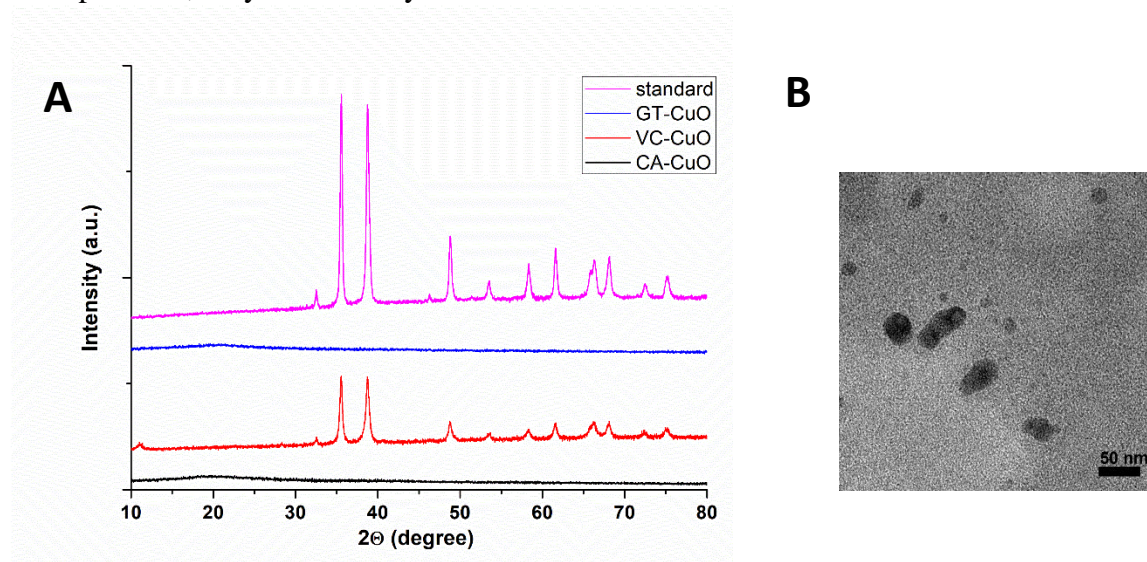 A
standard
GT-CuO
VC-CuO
CA-CuO
Intensity (a.u.)
10 20 30 40 50 60 70 80
2Θ (degree)
B
50 nm